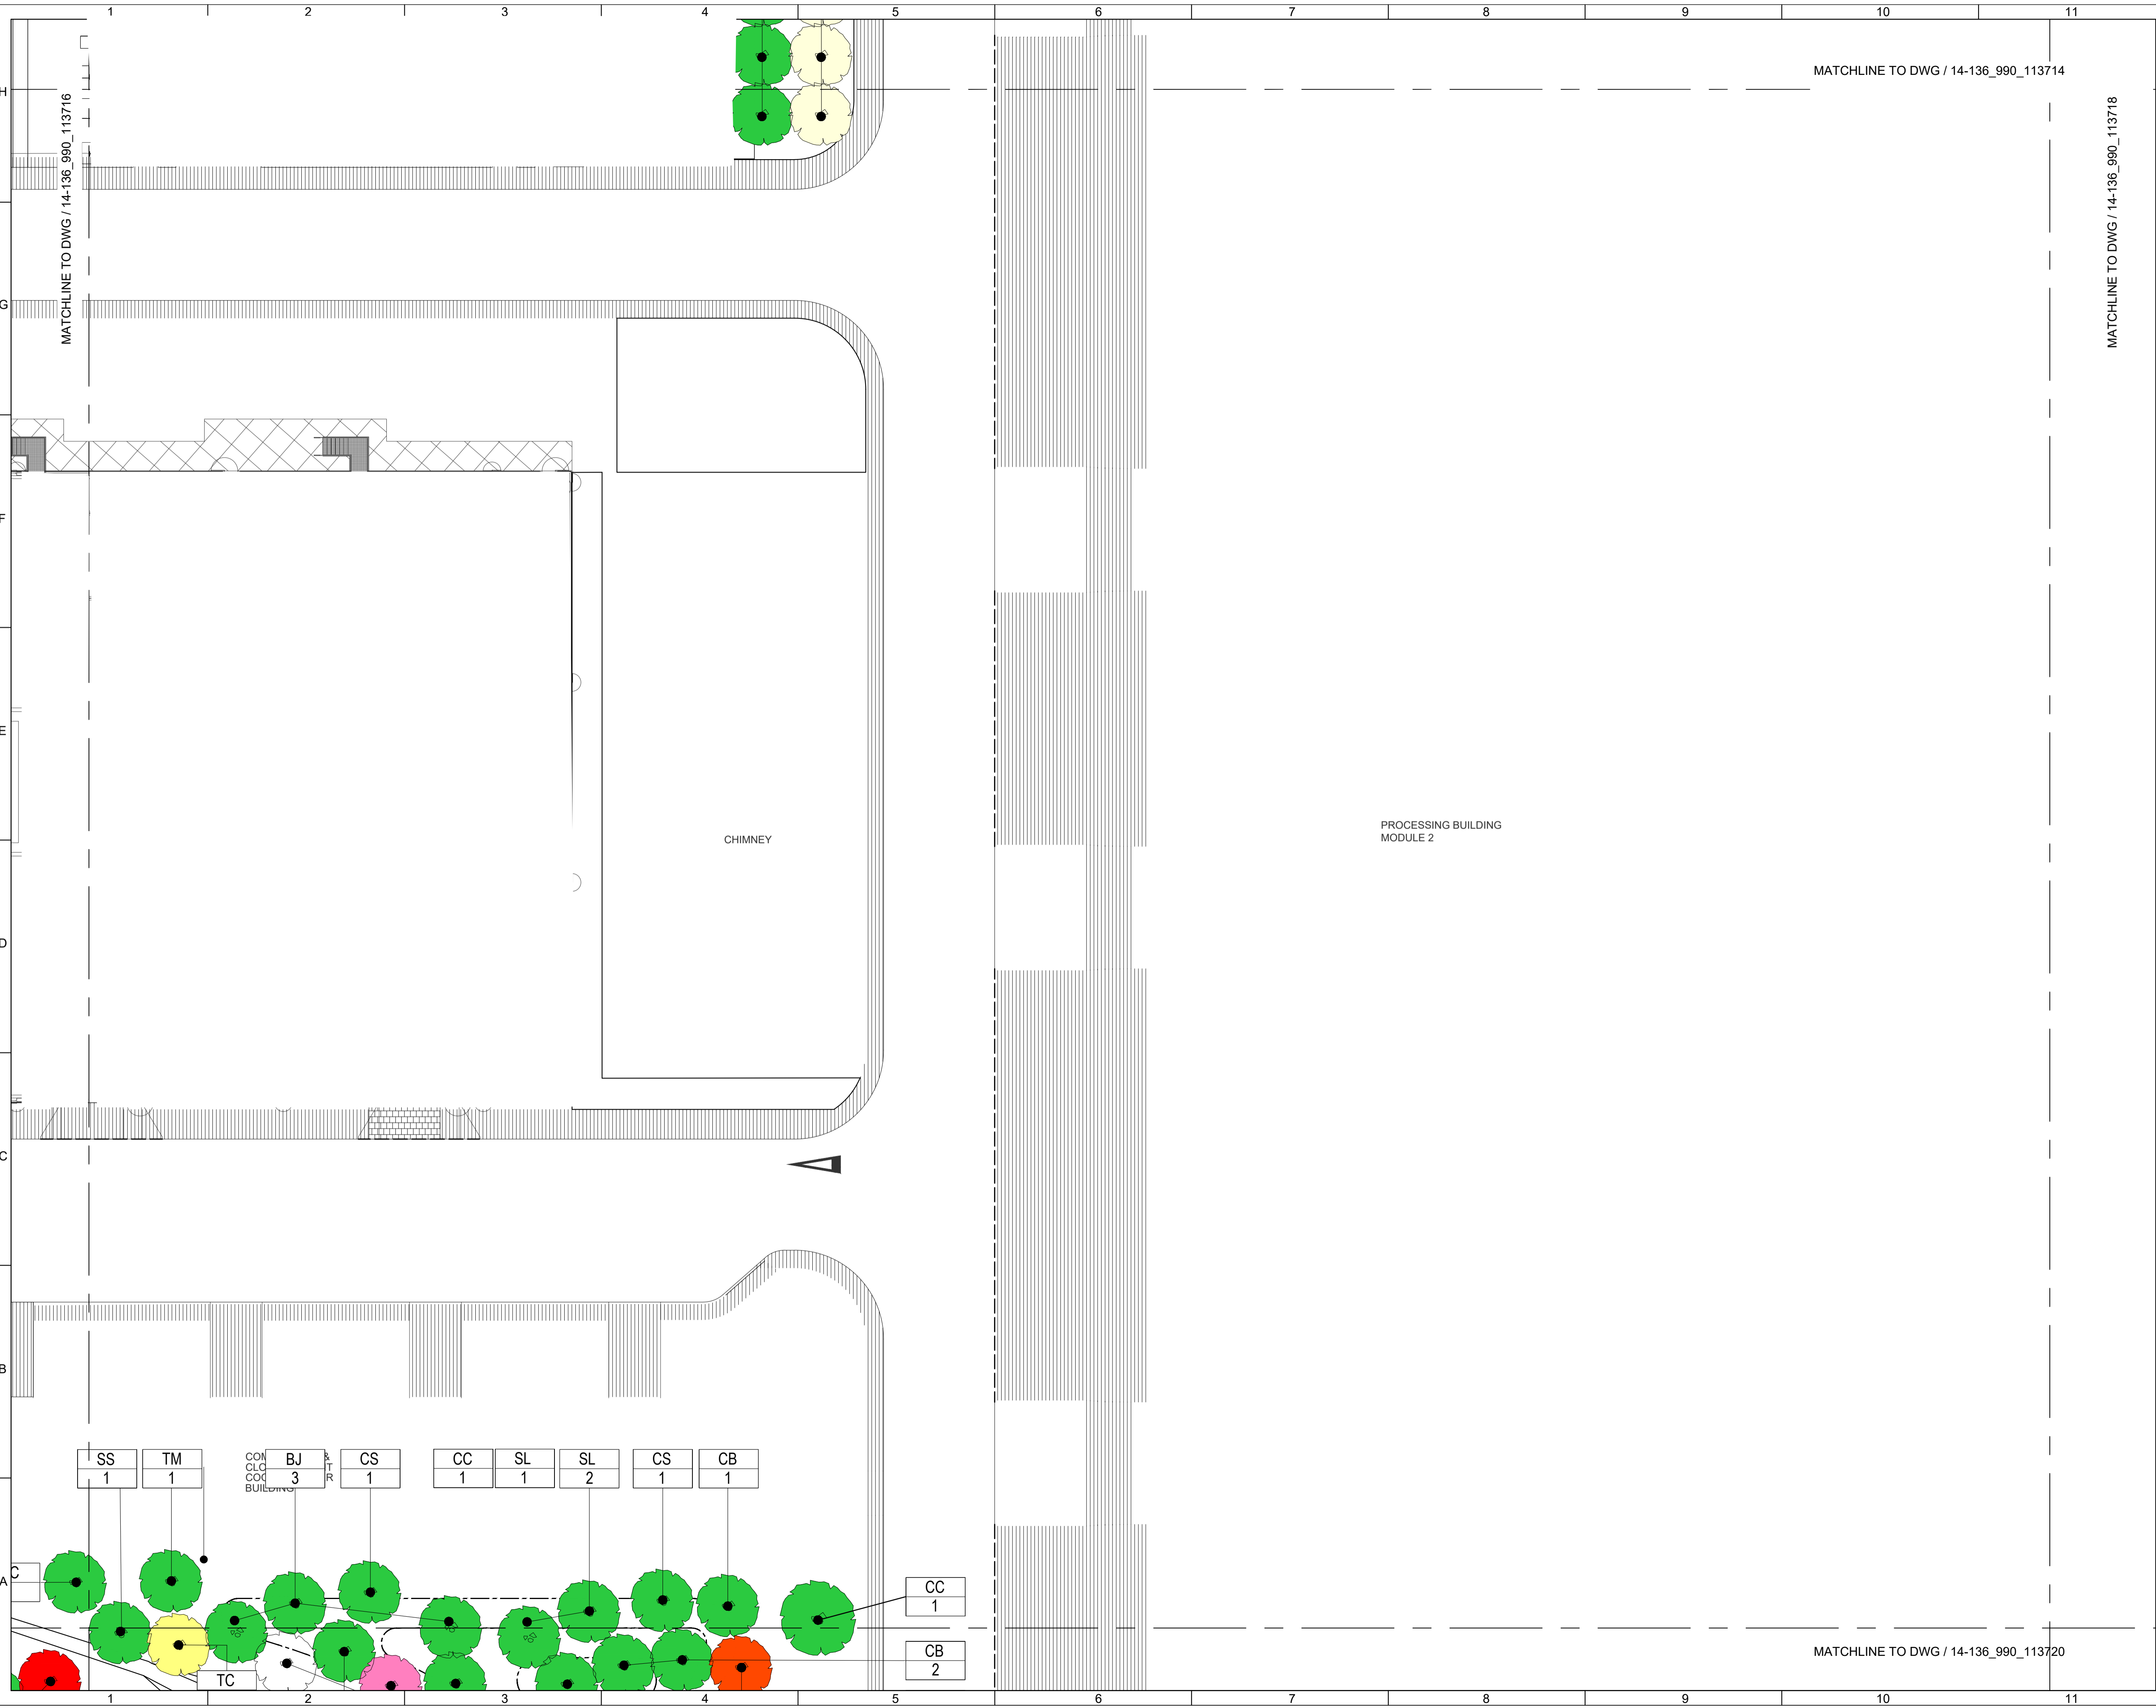 1 2 3 4 5 6 7 8 9 10 11
MATCHLINE TO DWG / 14-136_990_113714
H
MATCHLINE TO DWG / 14-136_990_113716
MATCHLINE TO DWG / 14-136_990_113718
G
F
E
PROCESSING BUILDING
MODULE 2
CHIMNEY
D
C
B
SS TM BJ CS CC SL SL CS CB
1 1 3 1 1 1 2 1 1
BUILDING
C
A
CC
1
CB
2
MATCHLINE TO DWG / 14-136_990_113720
TC
1 2 3 4 5 6 7 8 9 10 11